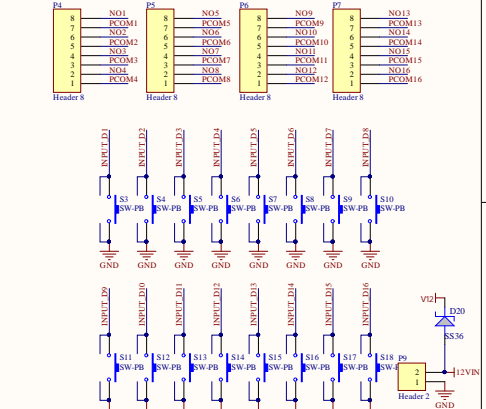 P4 P5 P6 P7
8 NO1 8 NO5 8 NO9 8 NO13
7 PCOM1 7 PCOM5 7 PCOM9 7 PCOM13
6 NO2 6 NO6 6 NO10 6 NO14
5 PCOM2 5 PCOM6 5 PCOM10 5 PCOM14
4 NO3 4 NO7 4 NO11 4 NO15
3 PCOM3 3 PCOM7 3 PCOM11 3 PCOM15
2 NO4 2 NO8 2 NO12 2 NO16
1 PCOM4 1 PCOM8 1 PCOM12 1 PCOM16
Header 8 Header 8 Header 8 Header 8
INPUT_D1 INPUT_D2 INPUT_D3 INPUT_D4 INPUT_D5 INPUT_D6 INPUT_D7 INPUT_D8
S3 S4 S5 S6 S7 S8 S9 S10
SW-PB SW-PB SW-PB SW-PB SW-PB SW-PB SW-PB SW-PB
GND GND GND GND GND GND GND GND
INPUT_D9 INPUT_D10 INPUT_D11 INPUT_D12 INPUT_D13 INPUT_D14 INPUT_D15 INPUT_D16
V12
D20
SS36
S11 S12 S13 S14 S15 S16 S17 S18 P9
SW-PB SW-PB SW-PB SW-PB SW-PB SW-PB SW-PB SW-PB
2 12VIN
1
Header 2 GND